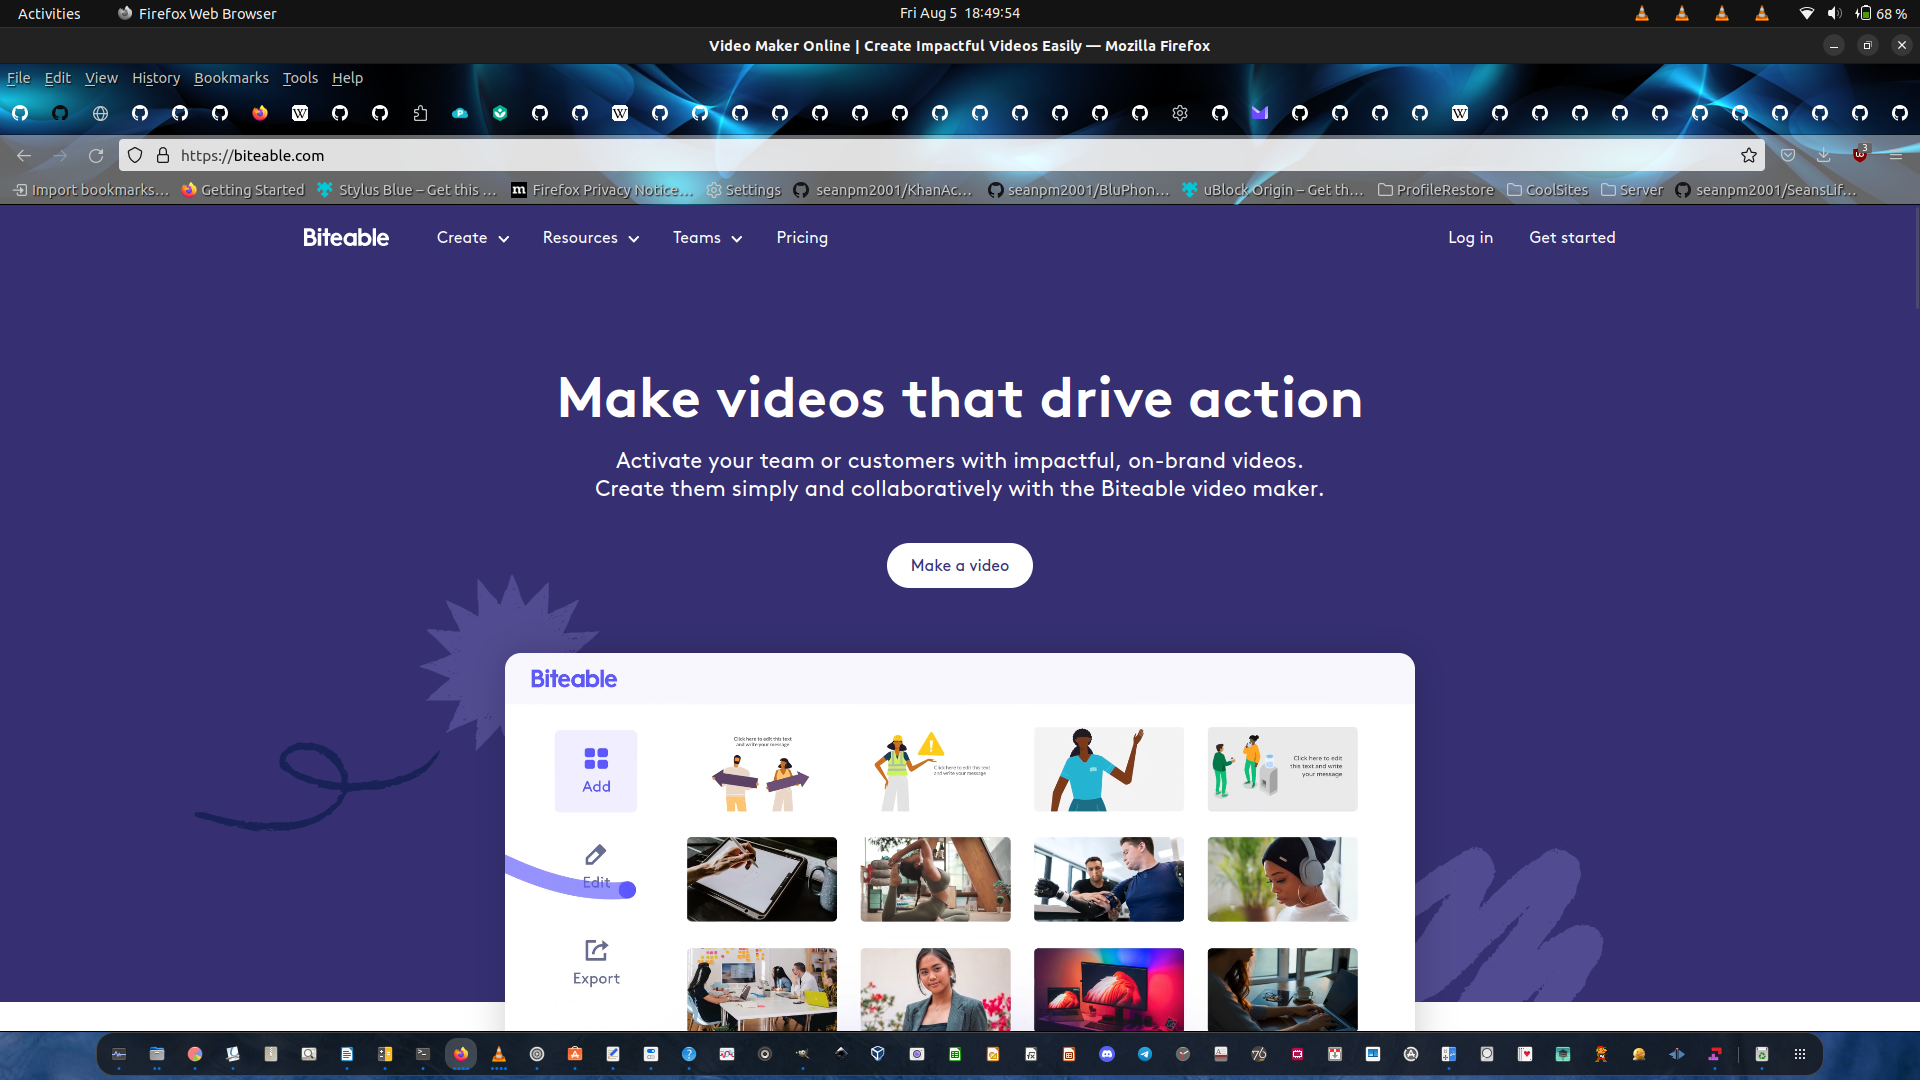 Activities
Firefox Web Browser
Fri Aug 5 18:49:54
68 %
Video Maker Online | Create Impactful Videos Easily — Mozilla Firefox
File Edit View History Bookmarks Tools Help
https://biteable.com
3
Import bookmarks…
Getting Started
Stylus Blue – Get this …
Firefox Privacy Notice…
Settings
seanpm2001/KhanAc…
seanpm2001/BluPhon…
uBlock Origin – Get th…
ProfileRestore
CoolSites
Server
seanpm2001/SeansLif…
Biteable
Create
Resources
Teams
Pricing
Log in
Get started
Make videos that drive action
Activate your team or customers with impactful, on-brand videos.
Create them simply and collaboratively with the Biteable video maker.
Make a video
Biteable
Add
Click here to edit this text
and write your message
Click here to edit this text
and write your message
Click here to edit
this text and write
your message
Edit
Export